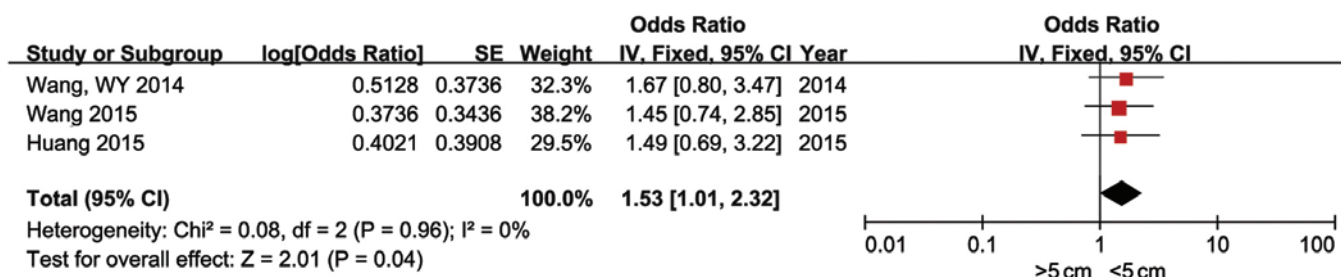 Odds Ratio Odds Ratio
Study or Subgroup log[Odds Ratio] SE Weight IV, Fixed, 95% CI Year IV, Fixed, 95% CI
Wang, WY 2014 0.5128 0.3736 32.3% 1.67 [0.80, 3.47] 2014
Wang 2015 0.3736 0.3436 38.2% 1.45 [0.74, 2.85] 2015
Huang 2015 0.4021 0.3908 29.5% 1.49 [0.69, 3.22] 2015
Total (95% CI) 100.0% 1.53 [1.01, 2.32]
Heterogeneity: Chi² = 0.08, df = 2 (P = 0.96); I² = 0%
Test for overall effect: Z = 2.01 (P = 0.04)
0.01 0.1 1 10 100
>5 cm <5 cm